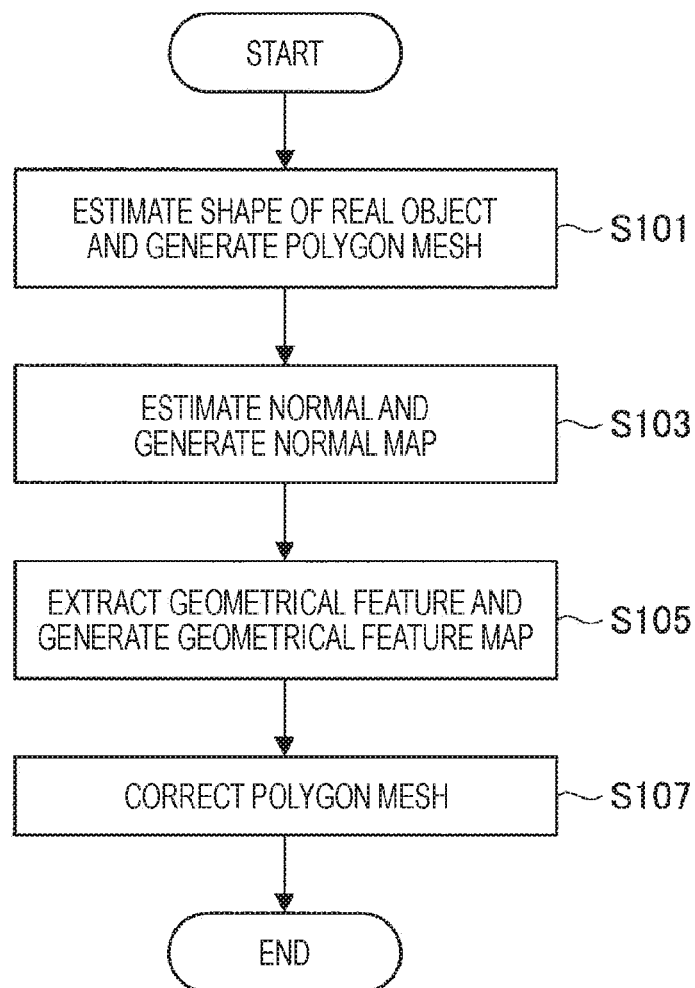 START
ESTIMATE SHAPE OF REAL OBJECT
AND GENERATE POLYGON MESH
S101
ESTIMATE NORMAL AND
GENERATE NORMAL MAP
S103
EXTRACT GEOMETRICAL FEATURE AND
GENERATE GEOMETRICAL FEATURE MAP
S105
CORRECT POLYGON MESH
S107
END